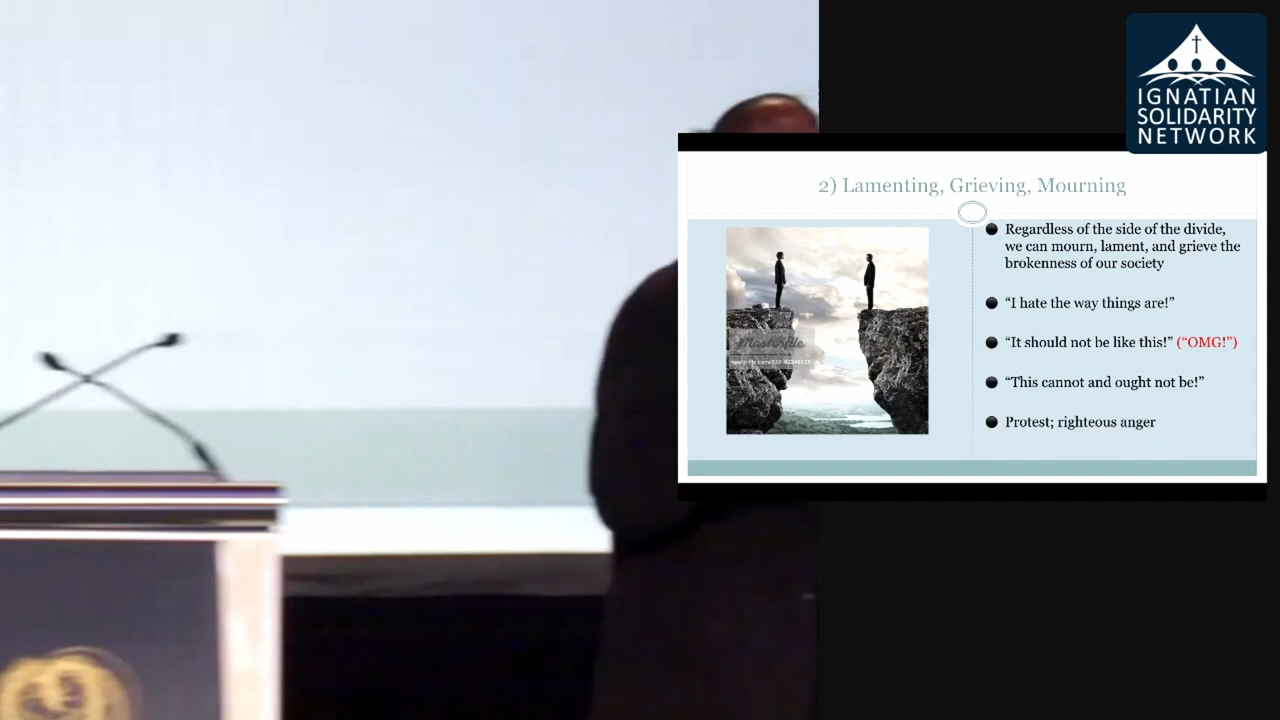 IGNATIAN
SOLIDARITY
NETWORK
2) Lamenting, Grieving, Mourning
Regardless of the side of the divide,
we can mourn, lament, and grieve the
brokenness of our society
“I hate the way things are!”
“It should not be like this!” (“OMG!”)
“This cannot and ought not be!”
Protest; righteous anger
Masterfile